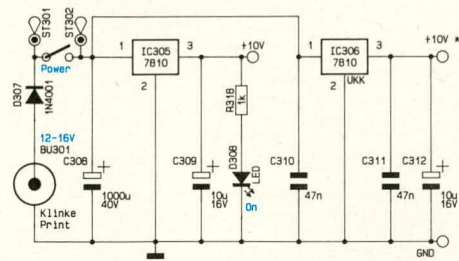 ST301
ST302
Power
D307
1N4001
12-16V
BU301
Klinke
Print
C308
1000u
40V
1
IC305
7810
3
2
+10V
C309
10u
16V
R318
1k
D308
LED
On
C310
47n
1
IC306
7810
3
2
UKK
+10V *
C311
47n
C312
10u
16V
GND